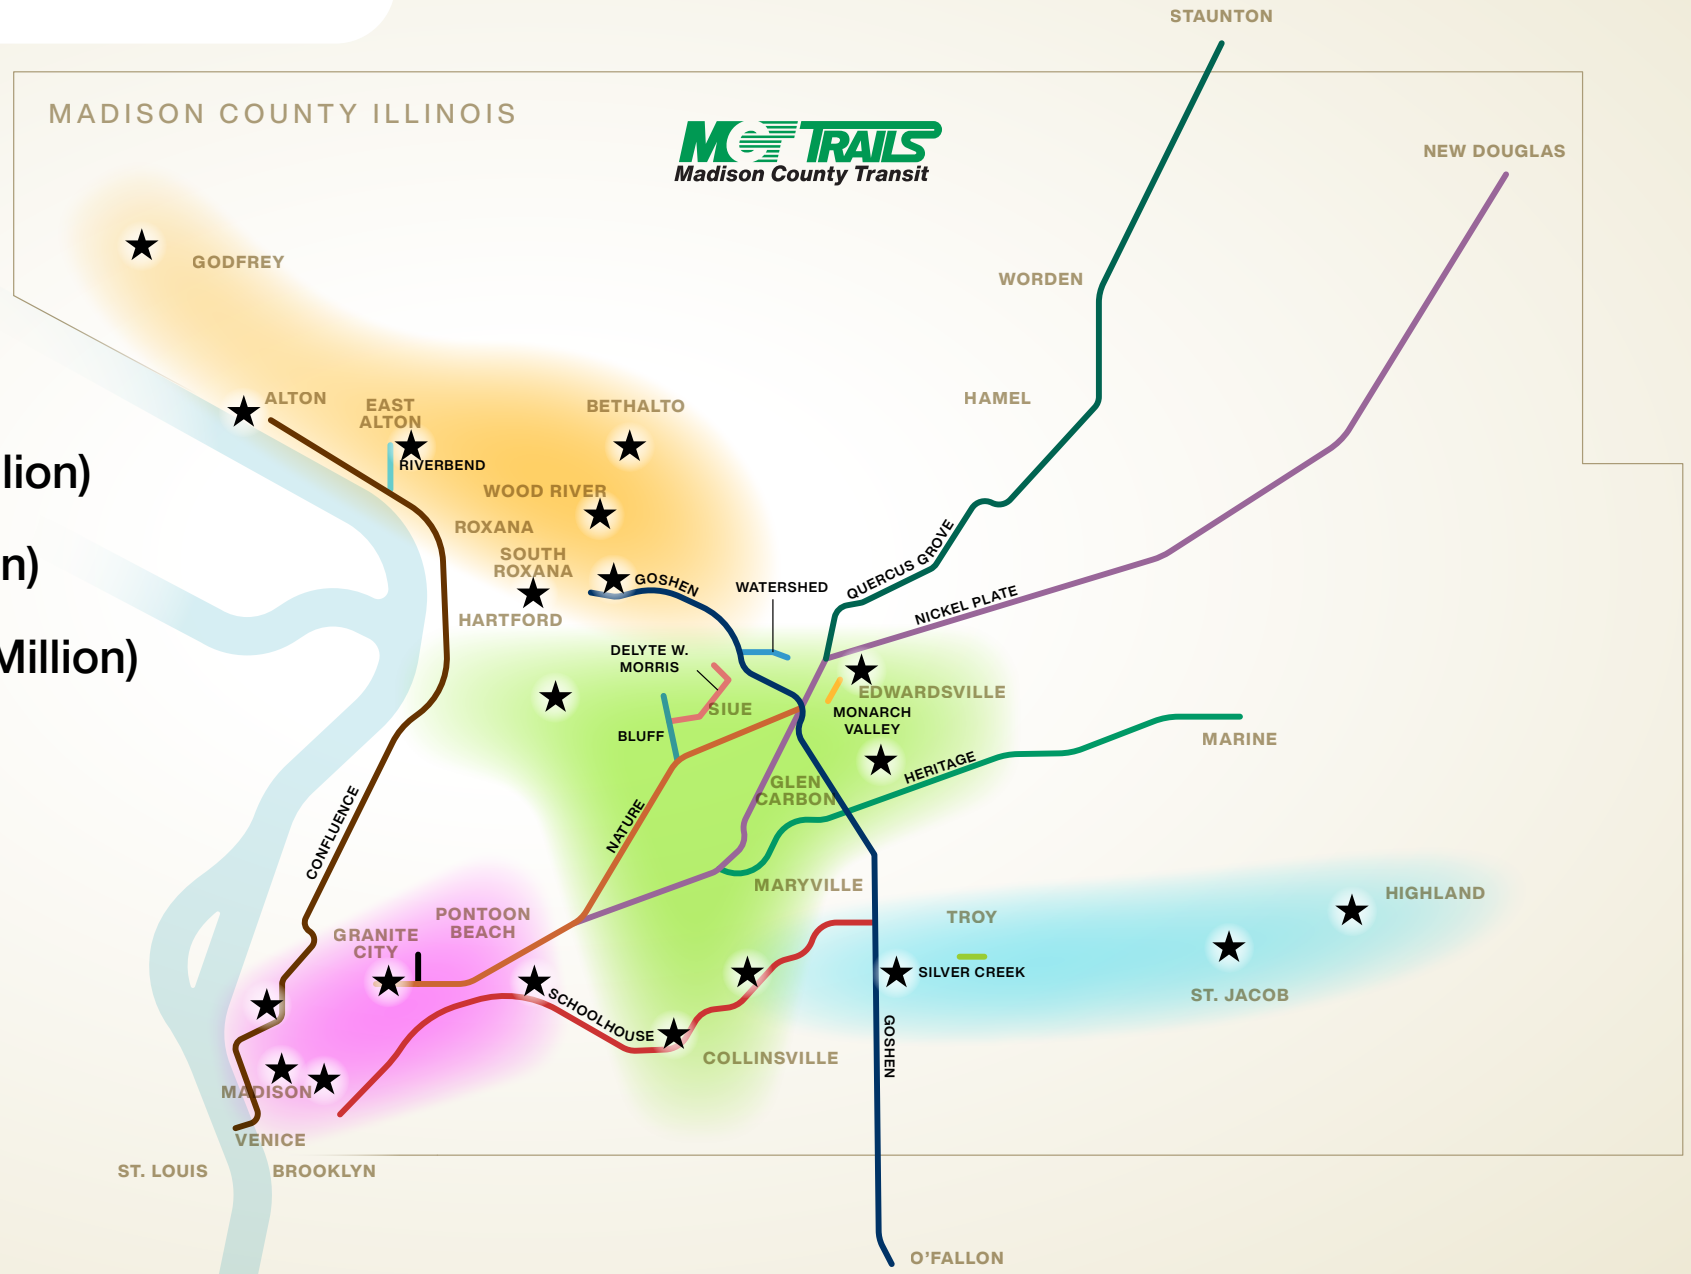 STAUNTON
MADISON COUNTY ILLINOIS
MCT TRAILS
Madison County Transit
NEW DOUGLAS
GODFREY
WORDEN
ALTON
EAST
ALTON
BETHALTO
HAMEL
RIVERBEND
lion)
WOOD RIVER
ROXANA
SOUTH
ROXANA
n)
GOSHEN
WATERSHED
QUERCUS GROVE
NICKEL PLATE
HARTFORD
DELYTE W.
MORRIS
Million)
EDWARDSVILLE
SIUE
MONARCH
VALLEY
BLUFF
MARINE
HERITAGE
GLEN
CARBON
NATURE
CONFLUENCE
MARYVILLE
HIGHLAND
PONTOON
BEACH
TROY
GRANITE
CITY
SILVER CREEK
ST. JACOB
SCHOOLHOUSE
GOSHEN
COLLINSVILLE
MADISON
VENICE
ST. LOUIS
BROOKLYN
O'FALLON